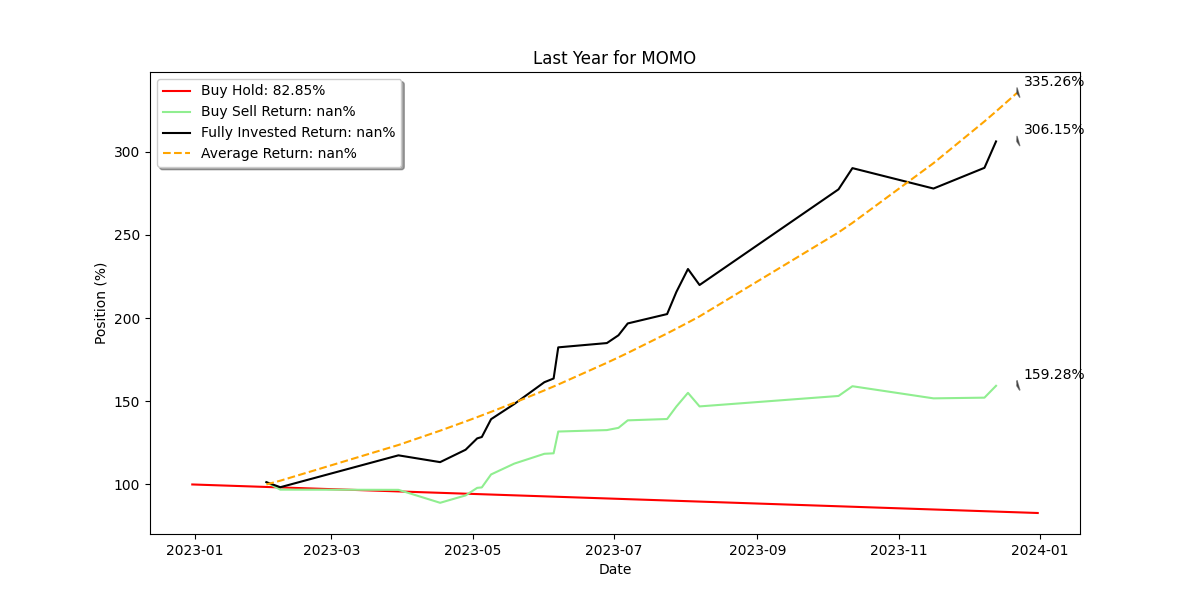 Last Year for MOMO
Buy Hold: 82.85%
Buy Sell Return: nan%
Fully Invested Return: nan%
Average Return: nan%
335.26%
306.15%
159.28%
300
250
200
150
100
Position (%)
2023-01
2023-03
2023-05
2023-07
2023-09
2023-11
2024-01
Date